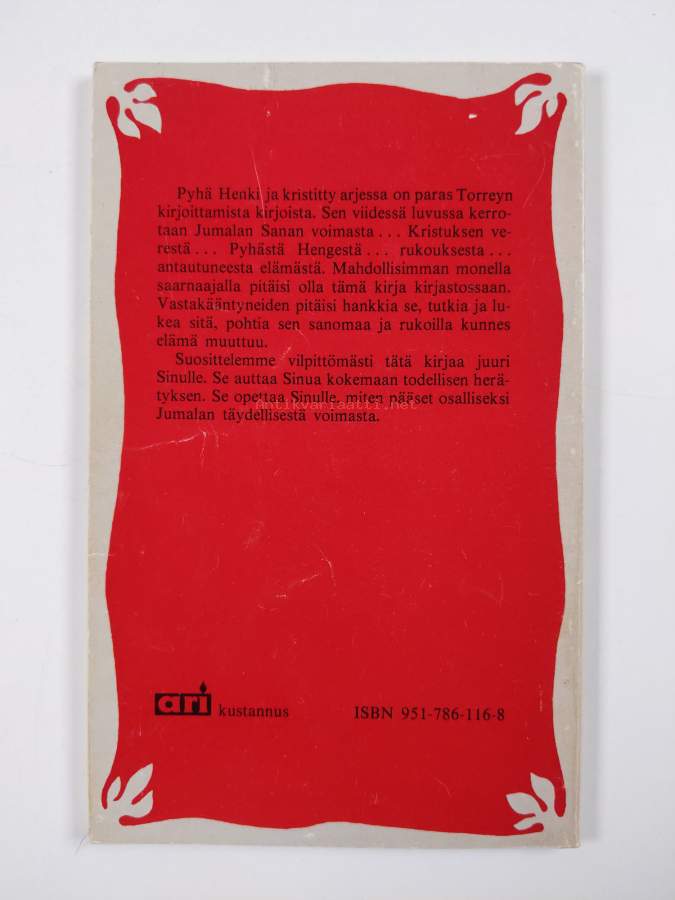 Pyhä Henki ja kristitty arjessa on paras Torreyn
kirjoittamista kirjoista. Sen viidessä luvussa kerro-
taan Jumalan Sanan voimasta... Kristuksen ve-
restä... Pyhästä Hengestä... rukouksesta...
antautuneesta elämästä. Mahdollisimman monella
saarnaajalla pitäisi olla tämä kirja kirjastossaan.
Vastakääntyneiden pitäisi hankkia se, tutkia ja lu-
kea sitä, pohtia sen sanomaa ja rukoilla kunnes
elämä muuttuu.
Suosittelemme vilpittömästi tätä kirjaa juuri
Sinulle. Se auttaa Sinua kokemaan todellisen herä-
tyksen. Se opettaa Sinulle, miten pääset osalliseksi
antikvariaatti.net
Jumalan täydellisestä voimasta.
ari kustannus ISBN 951-786-116-8